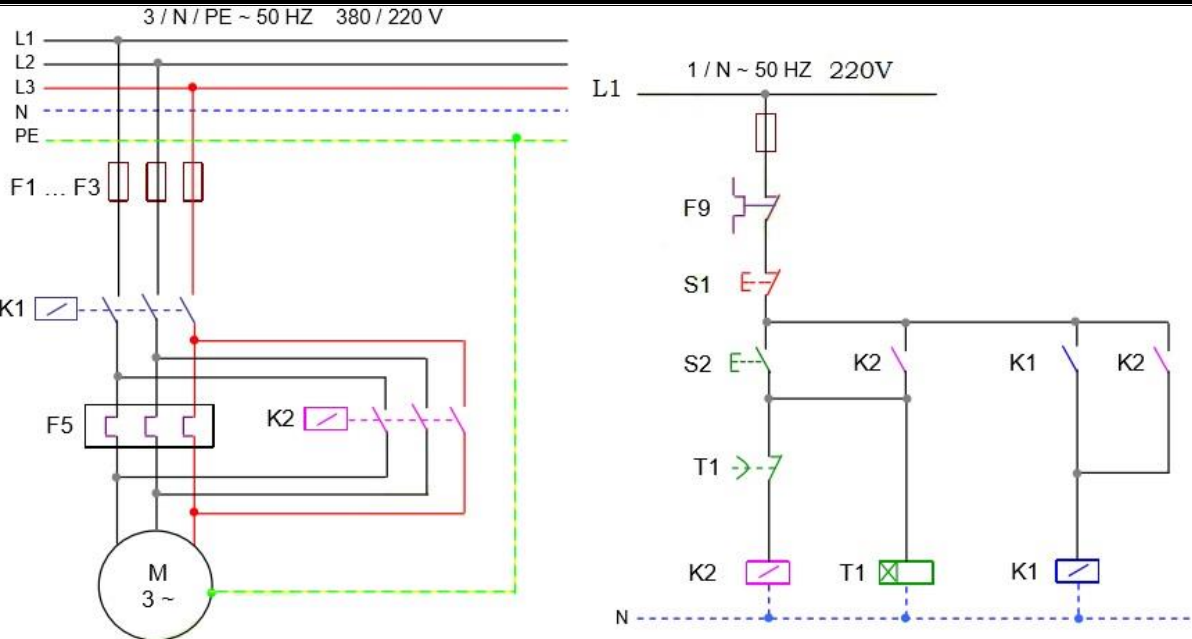 3 / N / PE ~ 50 HZ 380 / 220 V
L1
L2
L3
N
PE
F1 ... F3
K1
F5
K2
M
3 ~
1 / N ~ 50 HZ 220V
L1
F9
S1
S2
K2
K1
K2
T1
K2
T1
K1
N